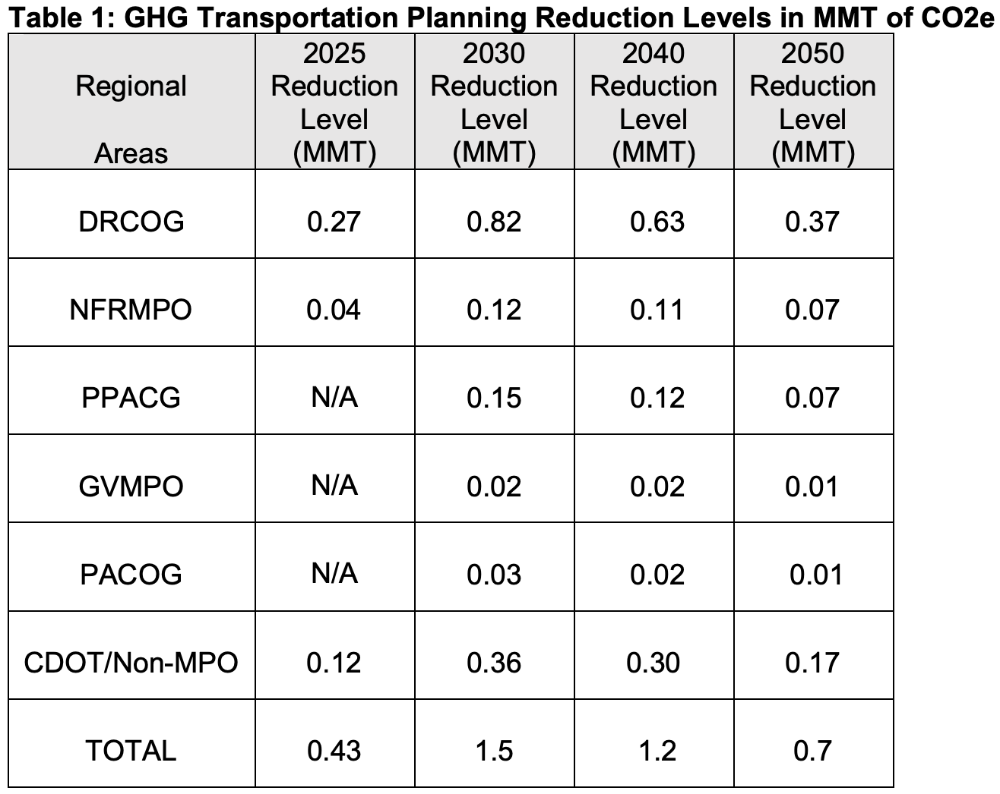 Table 1: GHG Transportation Planning Reduction Levels in MMT of CO2e
Regional Areas | 2025 Reduction Level (MMT) | 2030 Reduction Level (MMT) | 2040 Reduction Level (MMT) | 2050 Reduction Level (MMT)
DRCOG | 0.27 | 0.82 | 0.63 | 0.37
NFRMPO | 0.04 | 0.12 | 0.11 | 0.07
PPACG | N/A | 0.15 | 0.12 | 0.07
GVMPO | N/A | 0.02 | 0.02 | 0.01
PACOG | N/A | 0.03 | 0.02 | 0.01
CDOT/Non-MPO | 0.12 | 0.36 | 0.30 | 0.17
TOTAL | 0.43 | 1.5 | 1.2 | 0.7